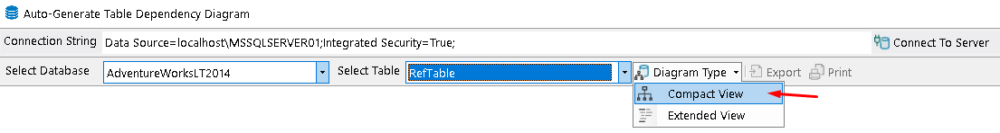 Auto-Generate Table Dependency Diagram
Connection String Data Source=localhost\MSSQLSERVER01;Integrated Security=True; Connect To Server
Select Database AdventureWorksLT2014 Select Table RefTable Diagram Type Export Print
Compact View
Extended View